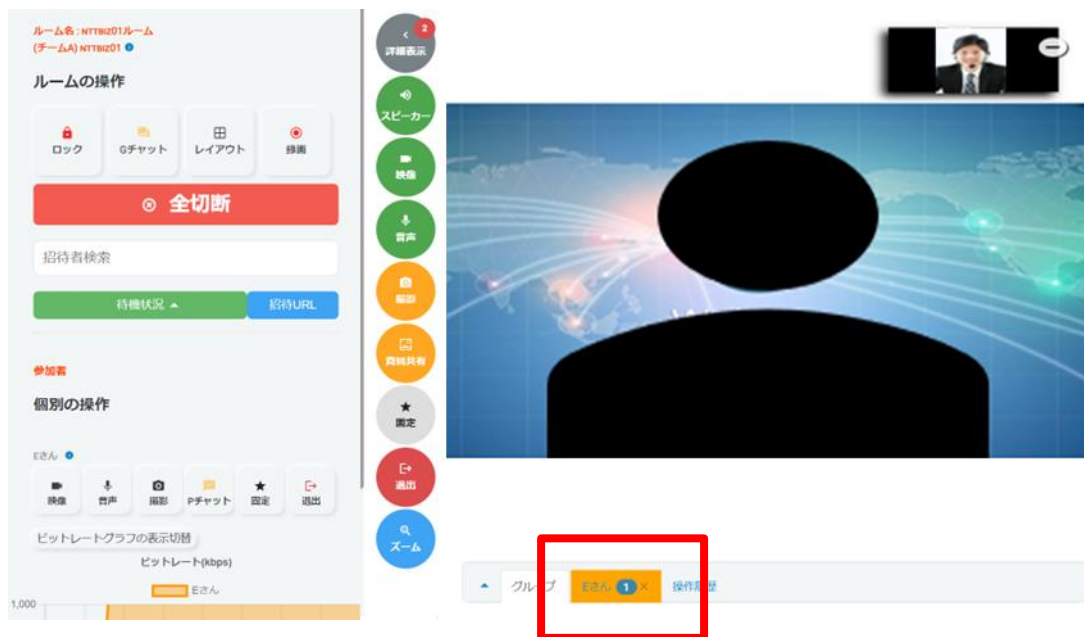 ルーム名 : NTTBIZ01ルーム
(チームA) NTTBIZ01
ルームの操作
ロック
Gチャット
レイアウト
録画
全切断
招待者検索
待機状況
招待URL
参加者
個別の操作
Eさん
映像
音声
撮影
Pチャット
固定
退出
ビットレートグラフの表示切替
ビットレート(kbps)
Eさん
1,000
2
詳細表示
スピーカー
映像
音声
撮影
資料共有
固定
退出
ズーム
グループ
Eさん 1 ×
操作履歴